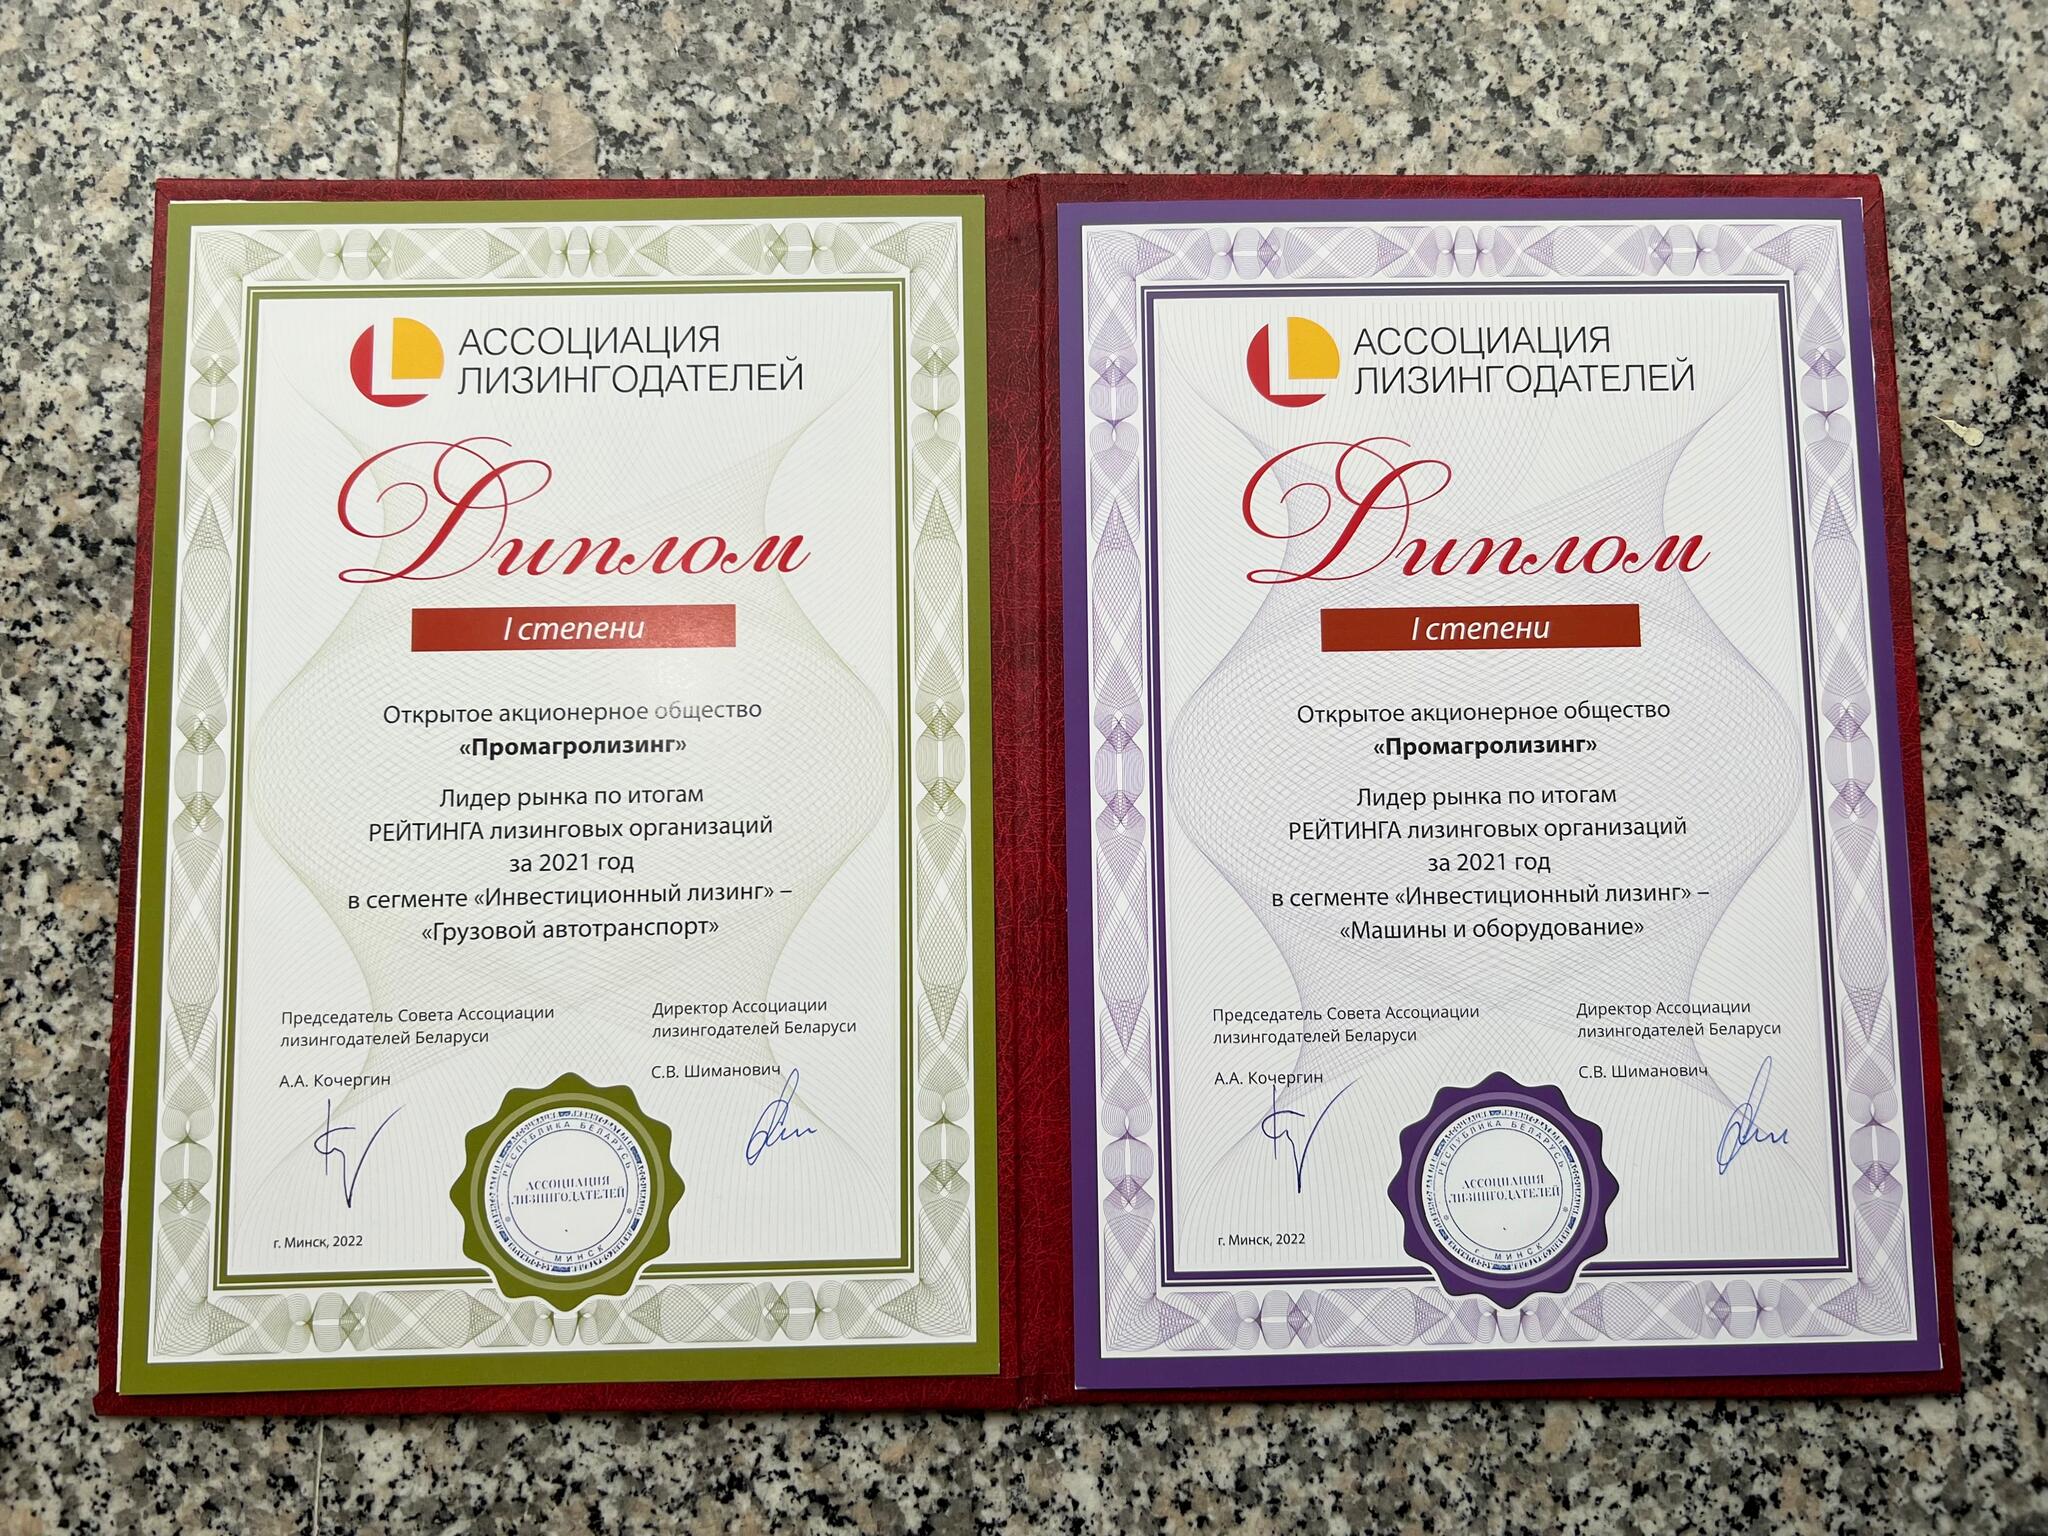 АССОЦИАЦИЯ
ЛИЗИНГОДАТЕЛЕЙ
Диплом
I степени
Открытое акционерное общество
«Промагролизинг»
Лидер рынка по итогам
РЕЙТИНГА лизинговых организаций
за 2021 год
в сегменте «Инвестиционный лизинг» –
«Грузовой автотранспорт»
Председатель Совета Ассоциации
лизингодателей Беларуси
А.А. Кочергин
Директор Ассоциации
лизингодателей Беларуси
С.В. Шиманович
РЕСПУБЛИКА БЕЛАРУСЬ
АССОЦИАЦИЯ
ЛИЗИНГОДАТЕЛЕЙ
г. МИНСК
г. Минск, 2022
АССОЦИАЦИЯ
ЛИЗИНГОДАТЕЛЕЙ
Диплом
I степени
Открытое акционерное общество
«Промагролизинг»
Лидер рынка по итогам
РЕЙТИНГА лизинговых организаций
за 2021 год
в сегменте «Инвестиционный лизинг» –
«Машины и оборудование»
Председатель Совета Ассоциации
лизингодателей Беларуси
А.А. Кочергин
Директор Ассоциации
лизингодателей Беларуси
С.В. Шиманович
РЕСПУБЛИКА БЕЛАРУСЬ
АССОЦИАЦИЯ
ЛИЗИНГОДАТЕЛЕЙ
г. МИНСК
г. Минск, 2022